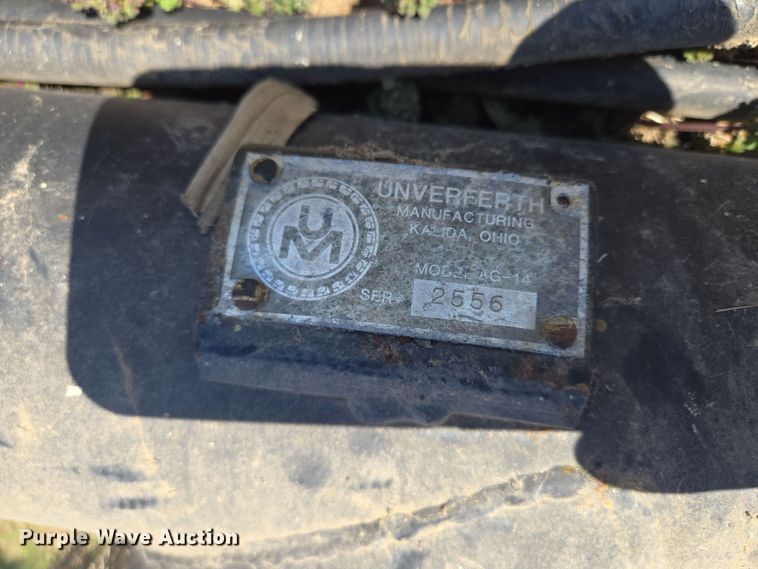 UM
UNVERFERTH
MANUFACTURING
KALIDA, OHIO
MODEL AG-14
SER# 2556
Purple Wave Auction